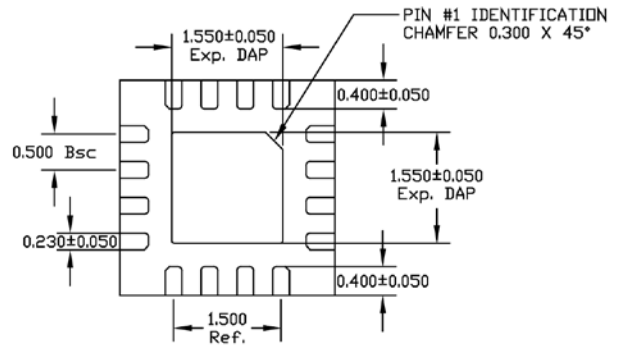 1.550±0.050
Exp. DAP
PIN #1 IDENTIFICATION
CHAMFER 0.300 X 45°
0.400±0.050
0.500 Bsc
1.550±0.050
Exp. DAP
0.230±0.050
0.400±0.050
1.500
Ref.